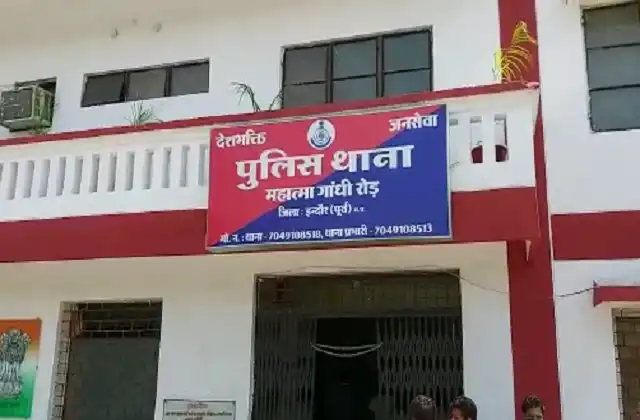 देशभक्ति जनसेवा
पुलिस थाना
महात्मा गांधी रोड़
जिला : इन्दौर (पूर्व) म.प्र.
मो. न. : थाना - 7049108510, थाना प्रभारी - 7049108513